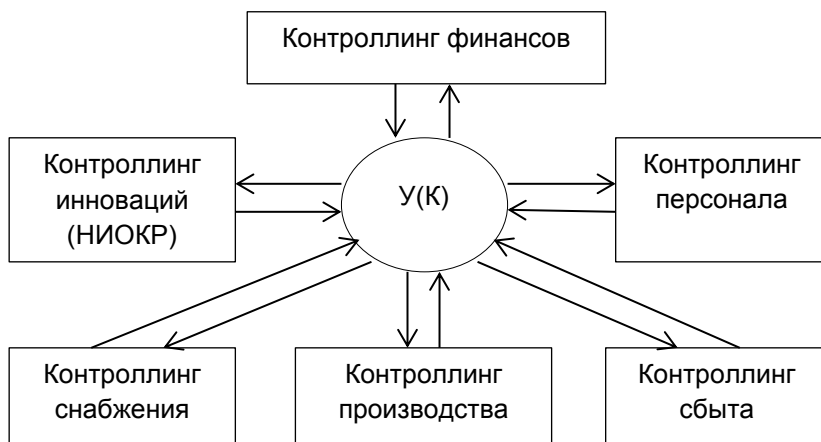 Контроллинг финансов
Контроллинг
инноваций
(НИОКР)
У(К)
Контроллинг
персонала
Контроллинг
снабжения
Контроллинг
производства
Контроллинг
сбыта